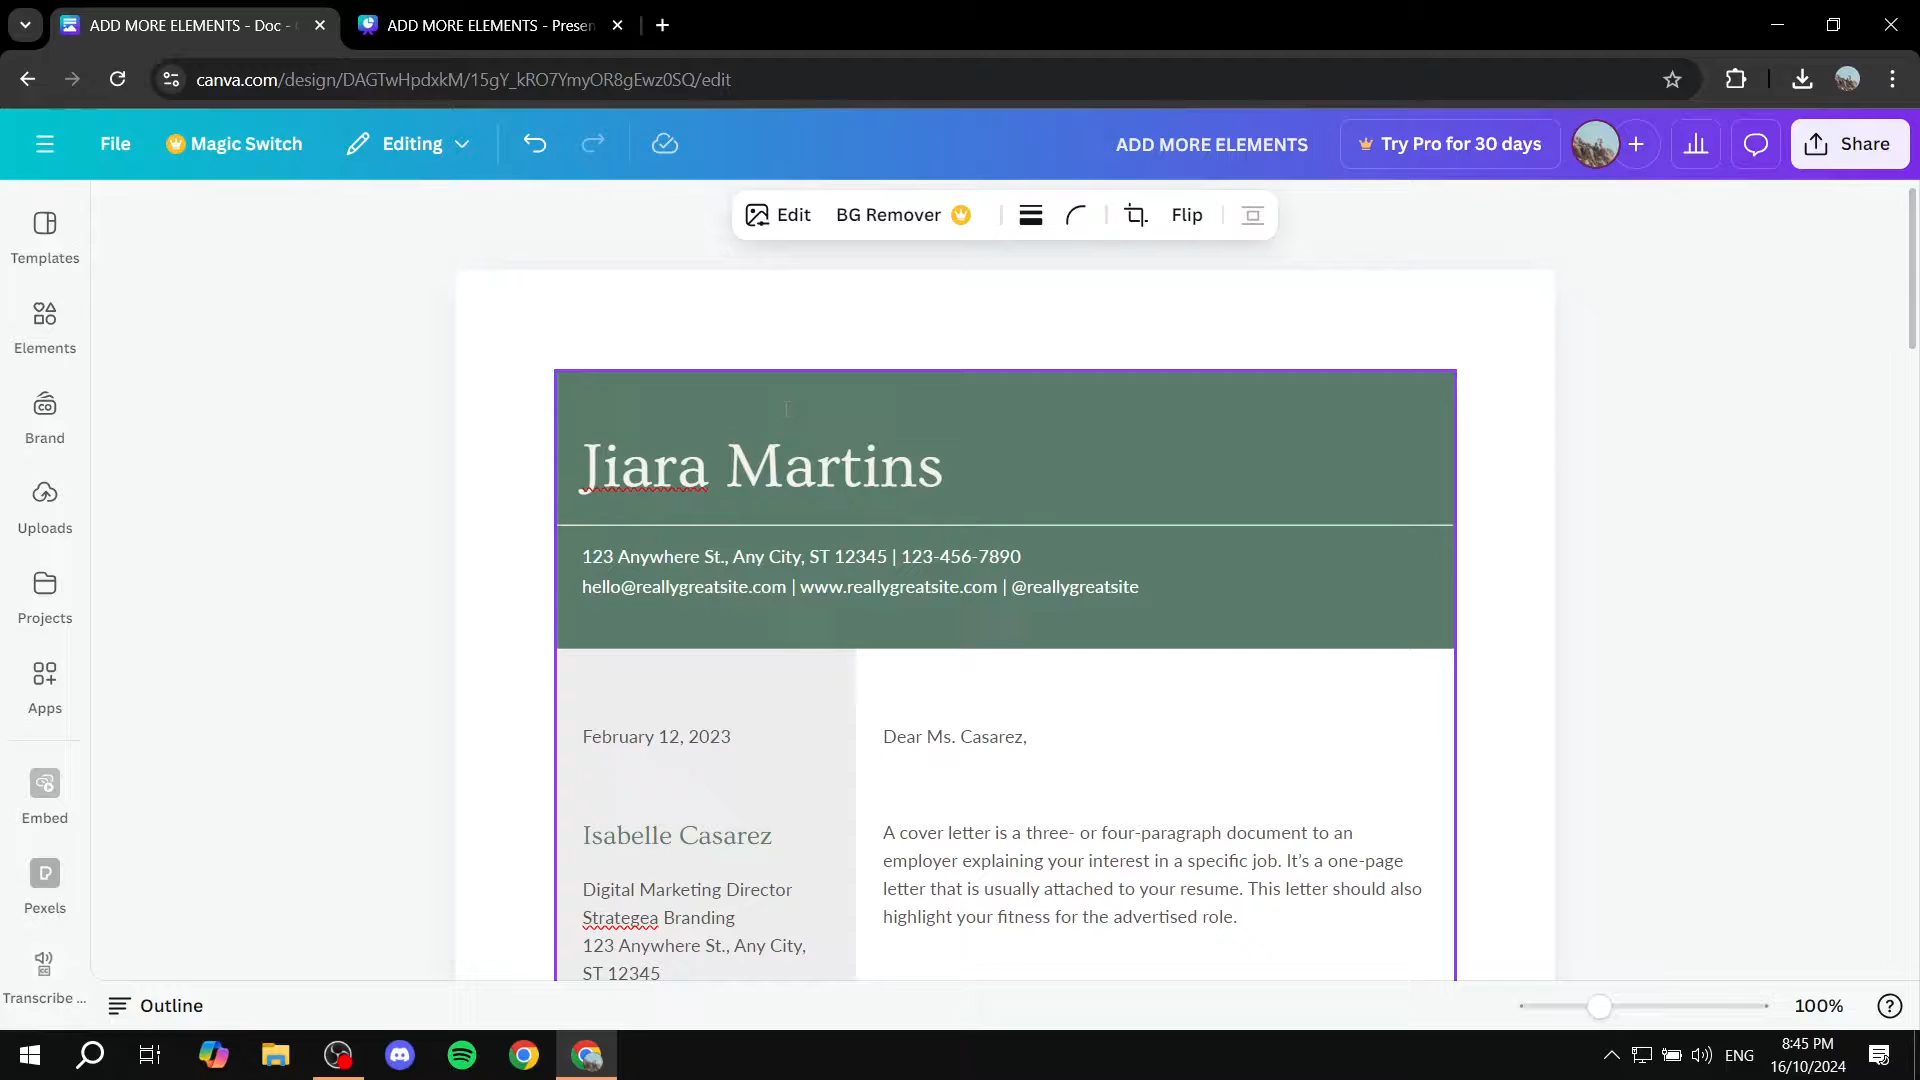 ADD MORE ELEMENTS - Doc -
ADD MORE ELEMENTS - Presen
canva.com/design/DAGTwHpdxkM/15gY_kRO7YmyOR8gEwz0SQ/edit
File
Magic Switch
Editing
ADD MORE ELEMENTS
Try Pro for 30 days
Share
Edit
BG Remover
Flip
Templates
Elements
Brand
Uploads
Projects
Apps
Embed
Pexels
Transcribe ...
Jiara Martins
123 Anywhere St., Any City, ST 12345 | 123-456-7890
hello@reallygreatsite.com | www.reallygreatsite.com | @reallygreatsite
February 12, 2023
Isabelle Casarez
Digital Marketing Director
Strategea Branding
123 Anywhere St., Any City,
ST 12345
Dear Ms. Casarez,
A cover letter is a three- or four-paragraph document to an
employer explaining your interest in a specific job. It’s a one-page
letter that is usually attached to your resume. This letter should also
highlight your fitness for the advertised role.
Outline
100%
ENG
8:45 PM
16/10/2024